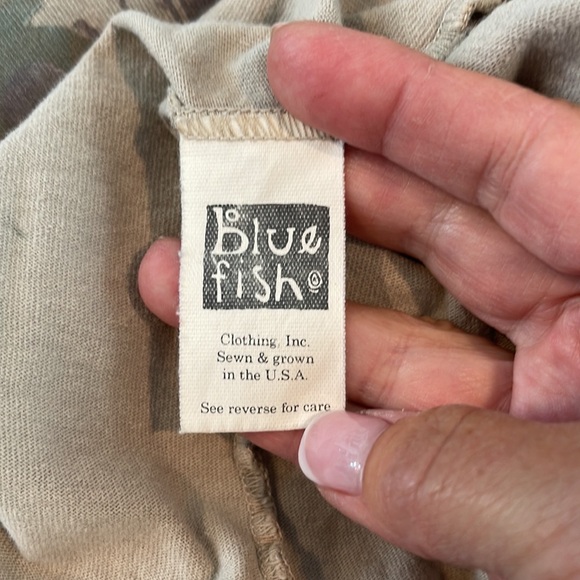 Blue
fish
Clothing, Inc.
Sewn & grown
in the U.S.A.
See reverse for care